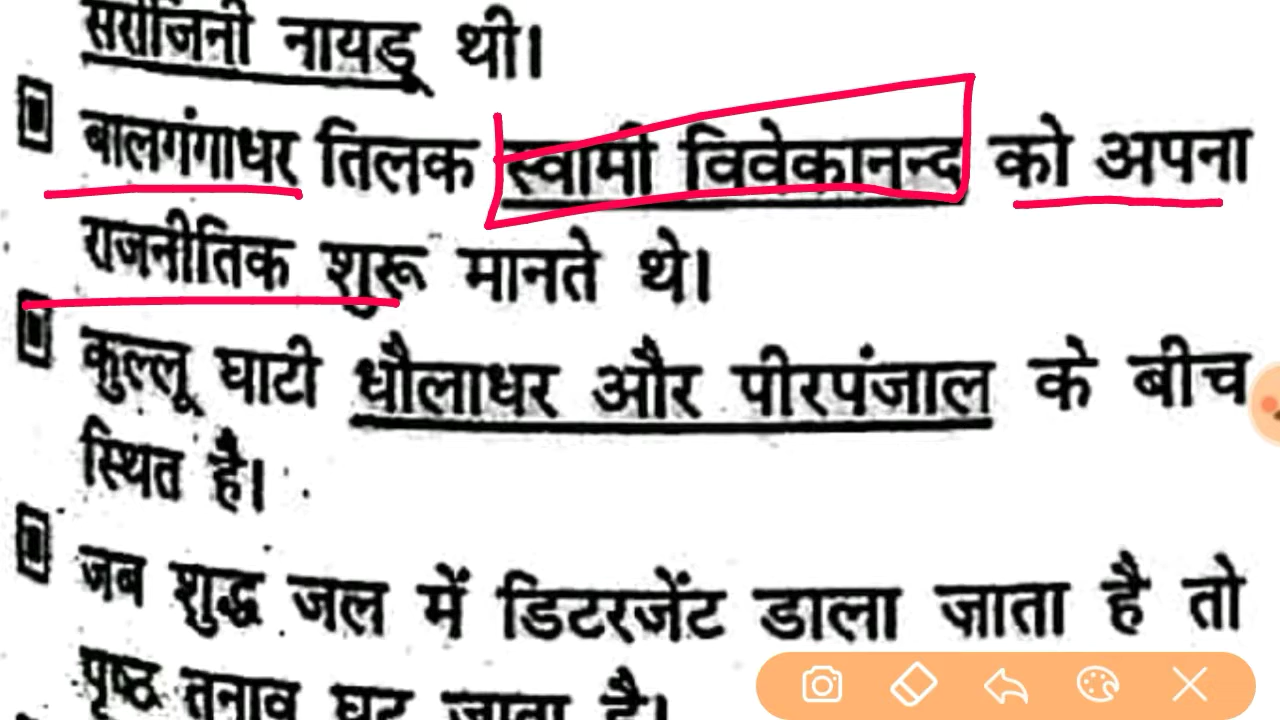 सरोजिनी नायडू थी।
बालगंगाधर तिलक स्वामी विवेकानन्द को अपना
राजनीतिक शुरू मानते थे।
कुल्लू घाटी धौलाधर और पीरपंजाल के बीच
स्थित है।
जब शुद्ध जल में डिटरजेंट डाला जाता है तो
पृष्ठ तनाव घट जाता है।